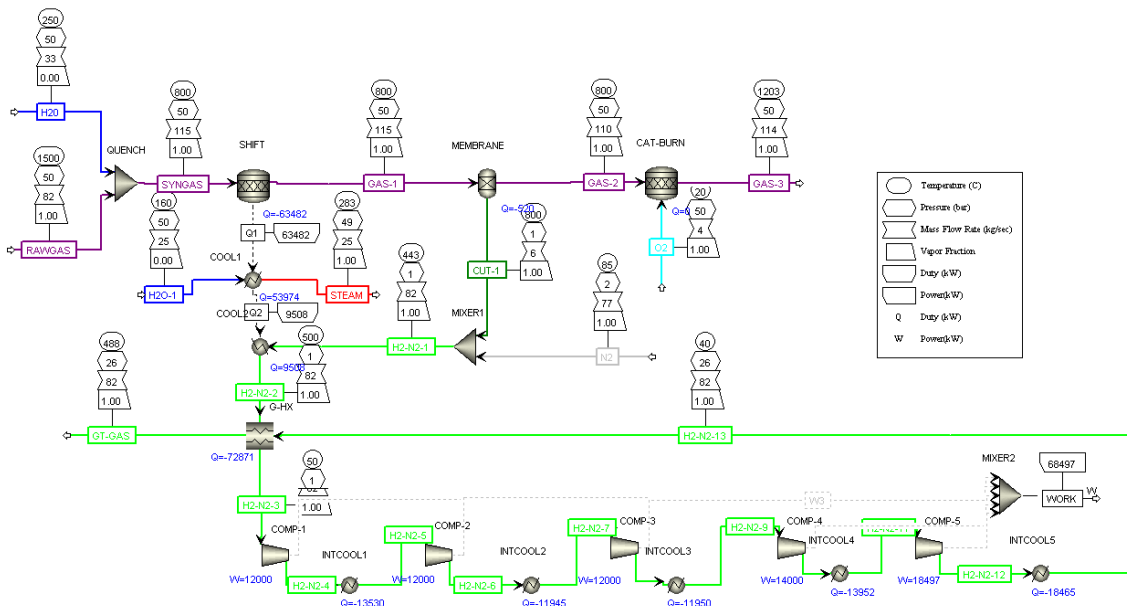 250
50
33
0.00
H20
1500
50
82
1.00
RAWGAS
QUENCH
800
50
115
1.00
SYNGAS
SHIFT
800
50
115
1.00
GAS-1
MEMBRANE
800
50
110
1.00
GAS-2
CAT-BURN
1203
50
114
1.00
GAS-3
160
50
25
0.00
H2O-1
Q=-63482
Q1
63482
COOL1
283
49
25
1.00
STEAM
Q=53974
COOL2
Q2
9508
Q=9508
443
1
82
1.00
H2-N2-1
MIXER1
Q=-520
800
1
6
1.00
CUT-1
85
2
77
1.00
N2
Q=0
20
50
4
1.00
O2
Temperature (C)
Pressure (bar)
Mass Flow Rate (kg/sec)
Vapor Fraction
Duty (kW)
Power(kW)
Q Duty (kW)
W Power(kW)
488
26
82
1.00
GT-GAS
500
1
82
1.00
H2-N2-2
G-HX
Q=-72871
40
26
82
1.00
H2-N2-13
50
1
1.00
H2-N2-3
COMP-1
W=12000
H2-N2-4
INTCOOL1
Q=-13530
H2-N2-5
COMP-2
W=12000
H2-N2-6
INTCOOL2
Q=-11945
H2-N2-7
COMP-3
W=12000
INTCOOL3
Q=-11950
H2-N2-9
COMP-4
W=14000
INTCOOL4
Q=-13952
COMP-5
W=18497
H2-N2-12
INTCOOL5
Q=-18465
W3
MIXER2
68497
WORK
W